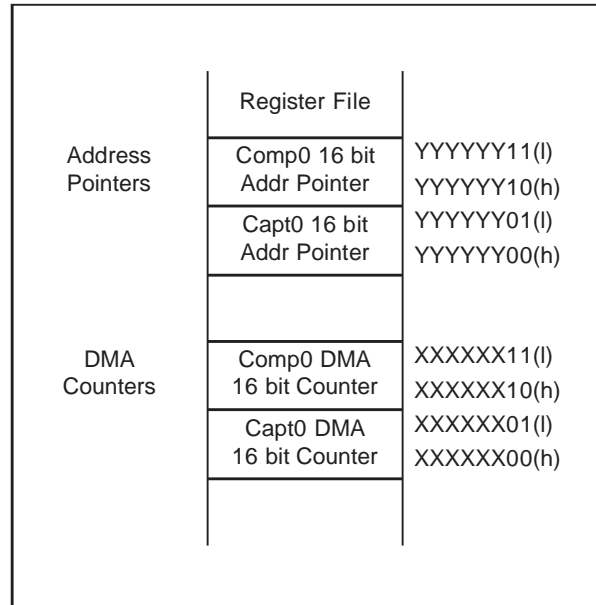 Register File
Address
Pointers
Comp0 16 bit
Addr Pointer
YYYYYY11(l)
YYYYYY10(h)
Capt0 16 bit
Addr Pointer
YYYYYY01(l)
YYYYYY00(h)
DMA
Counters
Comp0 DMA
16 bit Counter
XXXXXX11(l)
XXXXXX10(h)
Capt0 DMA
16 bit Counter
XXXXXX01(l)
XXXXXX00(h)